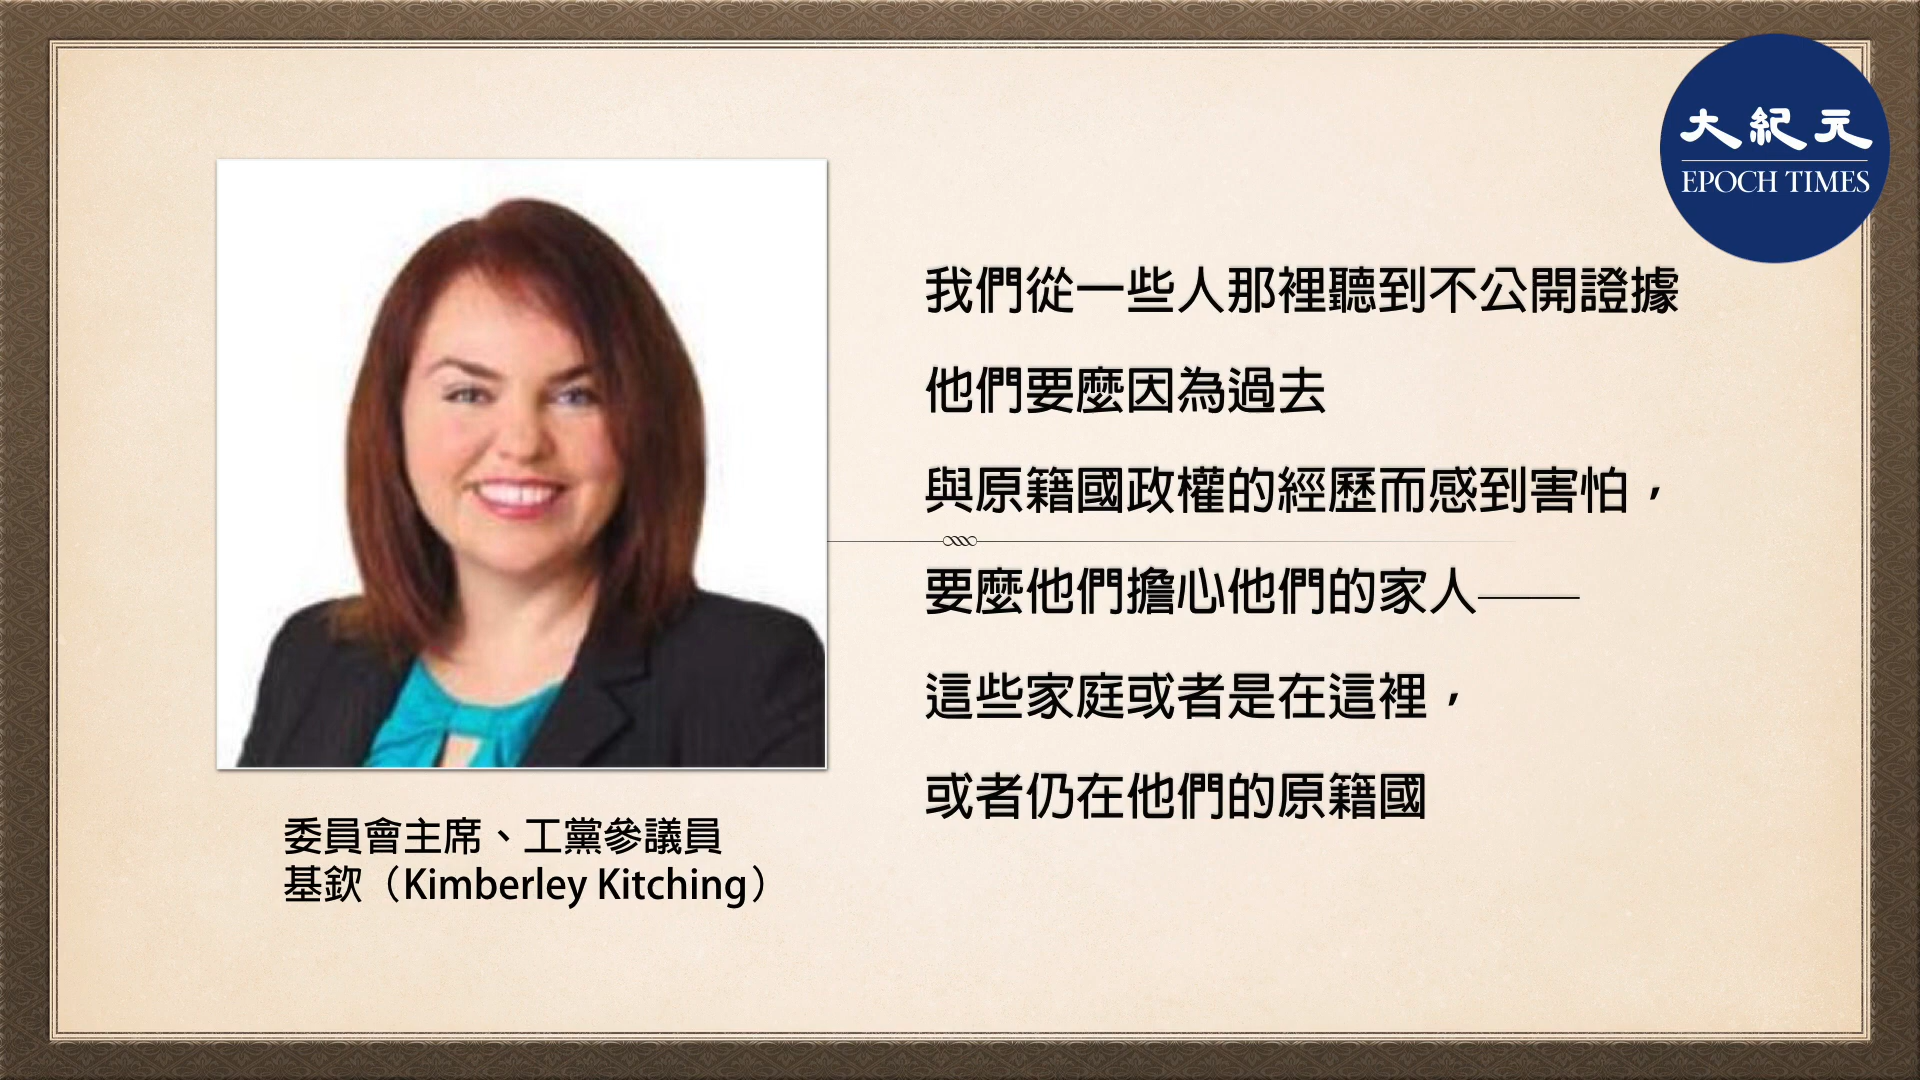 大紀元
EPOCH TIMES
我們從一些人那裡聽到不公開證據
他們要麼因為過去
與原籍國政權的經歷而感到害怕，
要麼他們擔心他們的家人——
這些家庭或者是在這裡，
或者仍在他們的原籍國
委員會主席、工黨參議員
基欽（Kimberley Kitching）